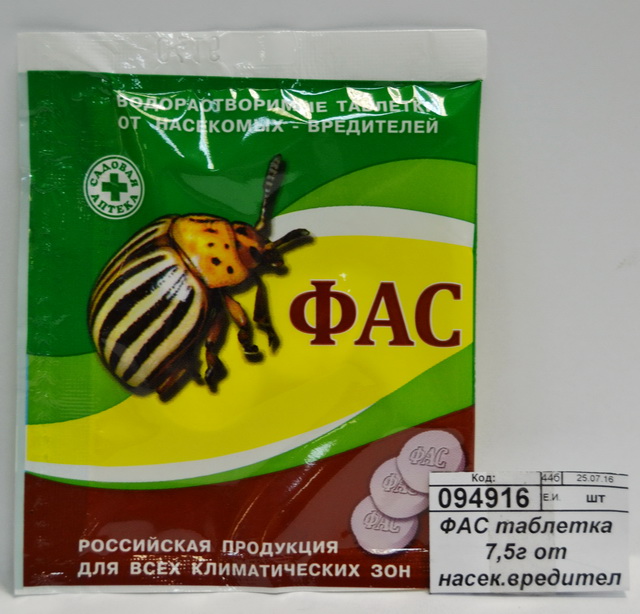 ВОДОРАСТВОРИМЫЕ ТАБЛЕТКИ
ОТ НАСЕКОМЫХ - ВРЕДИТЕЛЕЙ
САДОВАЯ
АПТЕКА
ФАС
ФАС
ФАС
ФАС
РОССИЙСКАЯ ПРОДУКЦИЯ
ДЛЯ ВСЕХ КЛИМАТИЧЕСКИХ ЗОН
Код: 446 25.07.16
094916 Е.И. шт
ФАС таблетка
7,5г от
насек.вредител